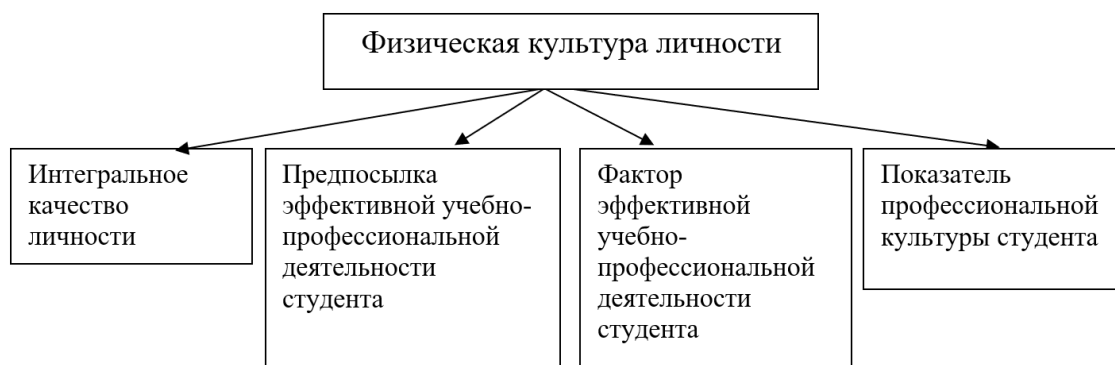 Физическая культура личности
Интегральное
качество
личности
Предпосылка
эффективной учебно-
профессиональной
деятельности
студента
Фактор
эффективной
учебно-
профессиональной
деятельности
студента
Показатель
профессиональной
культуры студента